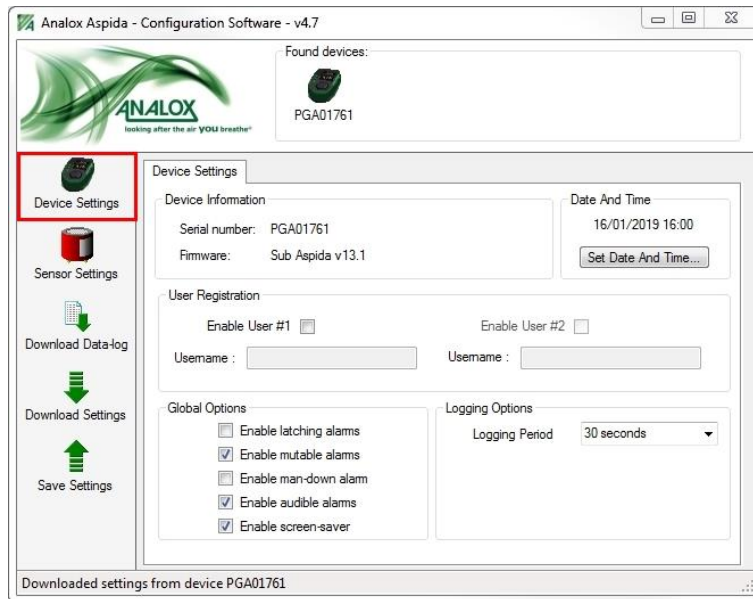 Analox Aspida - Configuration Software - v4.7
ANALOX
looking after the air YOU breathe®
Found devices:
PGA01761
Device Settings
Sensor Settings
Download Data-log
Download Settings
Save Settings
Device Settings
Device Information
Serial number: PGA01761
Firmware: Sub Aspida v13.1
Date And Time
16/01/2019 16:00
Set Date And Time...
User Registration
Enable User #1
Enable User #2
Username :
Username :
Global Options
Enable latching alarms
Enable mutable alarms
Enable man-down alarm
Enable audible alarms
Enable screen-saver
Logging Options
Logging Period 30 seconds
Downloaded settings from device PGA01761